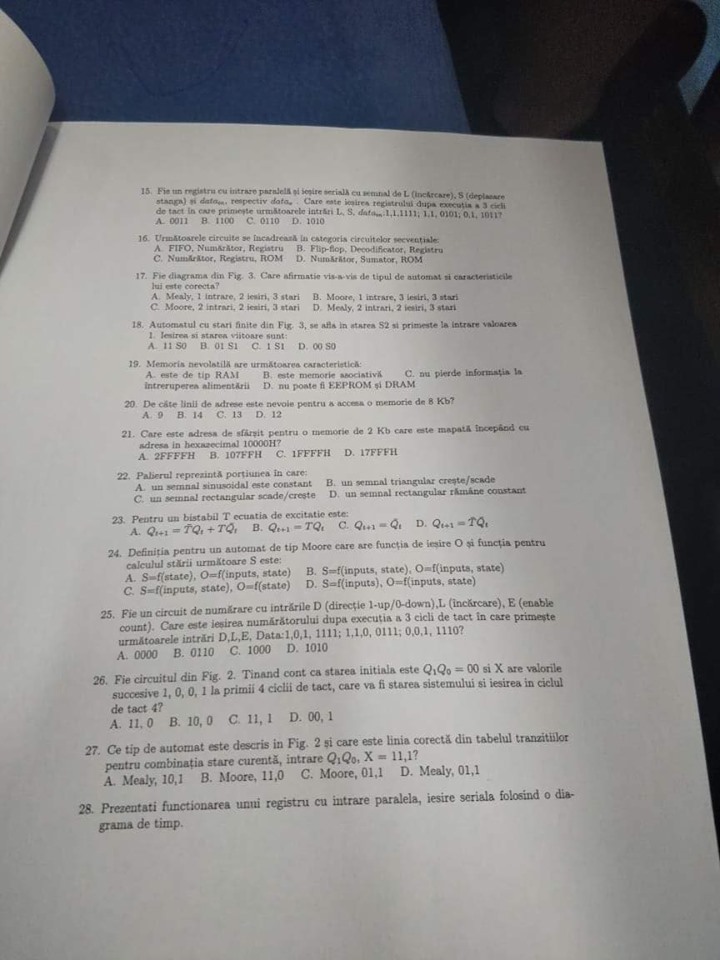 15. Fie un registru cu intrare paralelă și ieșire serială cu semnal de L (încărcare), S (deplasare
stanga) si data_in, respectiv data_s . Care este iesirea registrului dupa execuția a 3 cicli
de tact în care primește următoarele intrări L, S, data_in:1,1,1111; 1,1, 0101; 0,1, 1011?
A. 0011 B. 1100 C. 0110 D. 1010
16. Următoarele circuite se încadrează în categoria circuitelor secvențiale:
A. FIFO, Numărător, Registru B. Flip-flop, Decodificator, Registru
C. Numărător, Registru, ROM D. Numărător, Sumator, ROM
17. Fie diagrama din Fig. 3. Care afirmatie vis-a-vis de tipul de automat si caracteristicile
lui este corecta?
A. Mealy, 1 intrare, 2 iesiri, 3 stari B. Moore, 1 intrare, 3 iesiri, 3 stari
C. Moore, 2 intrari, 2 iesiri, 3 stari D. Mealy, 2 intrari, 2 iesiri, 3 stari
18. Automatul cu stari finite din Fig. 3, se afla in starea S2 si primeste la intrare valoarea
1. Iesirea si starea viitoare sunt:
A. 11 S0 B. 01 S1 C. 1 S1 D. 00 S0
19. Memoria nevolatilă are următoarea caracteristică:
A. este de tip RAM B. este memorie asociativă C. nu pierde informația la
întreruperea alimentării D. nu poate fi EEPROM și DRAM
20. De câte linii de adrese este nevoie pentru a accesa o memorie de 8 Kb?
A. 9 B. 14 C. 13 D. 12
21. Care este adresa de sfârșit pentru o memorie de 2 Kb care este mapată începând cu
adresa in hexazecimal 10000H?
A. 2FFFFH B. 107FFH C. 1FFFFH D. 17FFFH
22. Palierul reprezintă porțiunea în care:
A. un semnal sinusoidal este constant B. un semnal triangular crește/scade
C. un semnal rectangular scade/crește D. un semnal rectangular rămâne constant
23. Pentru un bistabil T ecuatia de excitatie este:
A. Q_{t+1} = T̄Q_t + TQ̄_t B. Q_{t+1} = TQ_t C. Q_{t+1} = Q̄_t D. Q_{t+1} = T̄Q̄_t
24. Definiția pentru un automat de tip Moore care are funcția de ieșire O și funcția pentru
calculul stării următoare S este:
A. S=f(state), O=f(inputs, state) B. S=f(inputs, state), O=f(inputs, state)
C. S=f(inputs, state), O=f(state) D. S=f(inputs), O=f(inputs, state)
25. Fie un circuit de numărare cu intrările D (direcție 1-up/0-down),L (încărcare), E (enable
count). Care este ieșirea numărătorului dupa executia a 3 cicli de tact în care primește
următoarele intrări D,L,E, Data:1,0,1, 1111; 1,1,0, 0111; 0,0,1, 1110?
A. 0000 B. 0110 C. 1000 D. 1010
26. Fie circuitul din Fig. 2. Tinand cont ca starea initiala este Q₁Q₀ = 00 si X are valorile
succesive 1, 0, 0, 1 la primii 4 ciclii de tact, care va fi starea sistemului si iesirea in ciclul
de tact 4?
A. 11, 0 B. 10, 0 C. 11, 1 D. 00, 1
27. Ce tip de automat este descris in Fig. 2 și care este linia corectă din tabelul tranzitiilor
pentru combinația stare curentă, intrare Q₁Q₀, X = 11,1?
A. Mealy, 10,1 B. Moore, 11,0 C. Moore, 01,1 D. Mealy, 01,1
28. Prezentati functionarea unui registru cu intrare paralela, iesire seriala folosind o dia-
grama de timp.